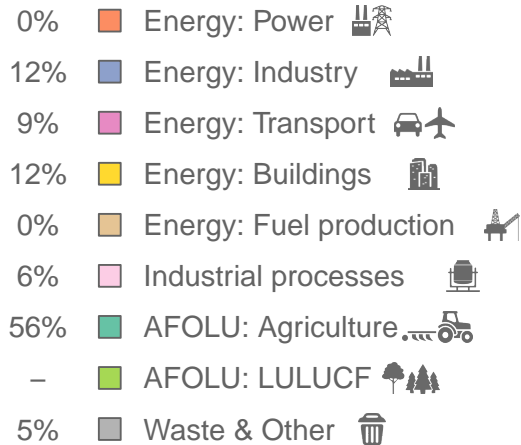 0% Energy: Power
12% Energy: Industry
9% Energy: Transport
12% Energy: Buildings
0% Energy: Fuel production
6% Industrial processes
56% AFOLU: Agriculture
– AFOLU: LULUCF
5% Waste & Other